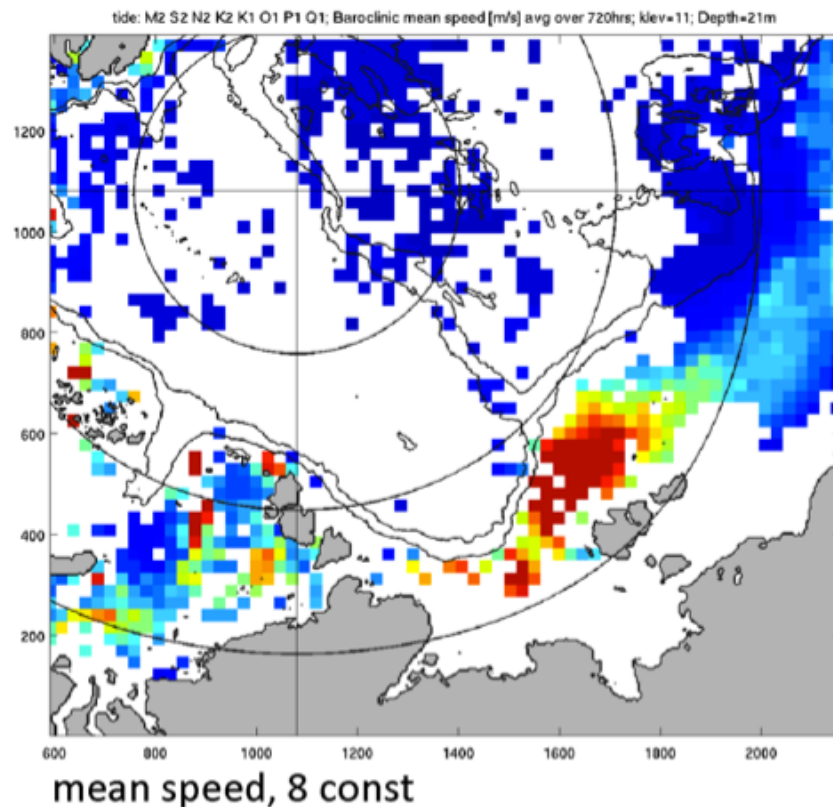 tide: M2 S2 N2 K2 K1 O1 P1 Q1; Baroclinic mean speed [m/s] avg over 720hrs; klev=11; Depth=21m
1200
1000
800
600
400
200
600 800 1000 1200 1400 1600 1800 2000
mean speed, 8 const